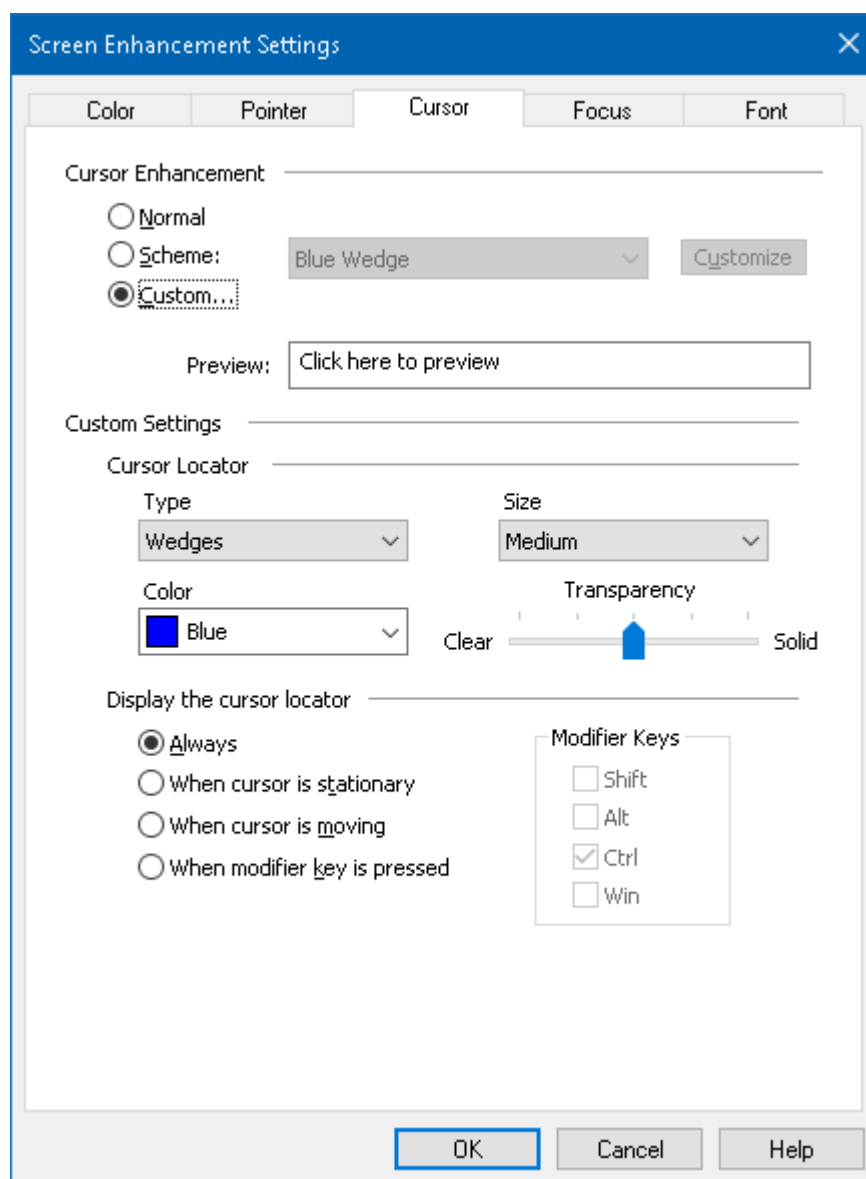 Screen Enhancement Settings
Color Pointer Cursor Focus Font
Cursor Enhancement
Normal
Scheme: Blue Wedge Customize
Custom...
Preview: Click here to preview
Custom Settings
Cursor Locator
Type Size
Wedges Medium
Color Transparency
Blue Clear Solid
Display the cursor locator
Always Modifier Keys
When cursor is stationary Shift
When cursor is moving Alt
When modifier key is pressed Ctrl
Win
OK Cancel Help